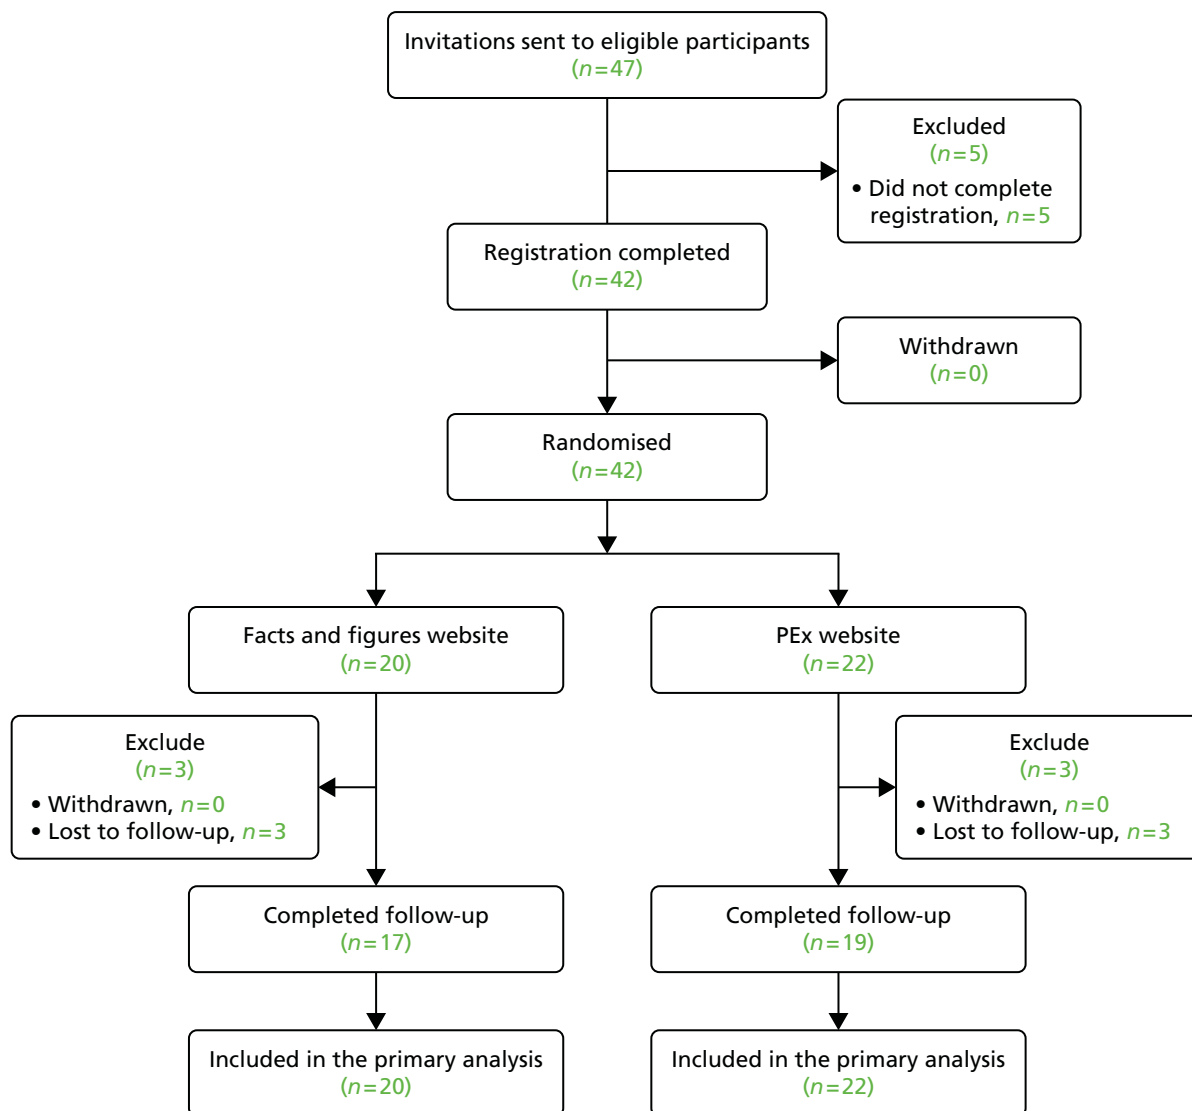 Invitations sent to eligible participants
(n=47)
Excluded
(n=5)
• Did not complete
registration, n=5
Registration completed
(n=42)
Withdrawn
(n=0)
Randomised
(n=42)
Facts and figures website
(n=20)
PEx website
(n=22)
Exclude
(n=3)
• Withdrawn, n=0
• Lost to follow-up, n=3
Exclude
(n=3)
• Withdrawn, n=0
• Lost to follow-up, n=3
Completed follow-up
(n=17)
Completed follow-up
(n=19)
Included in the primary analysis
(n=20)
Included in the primary analysis
(n=22)